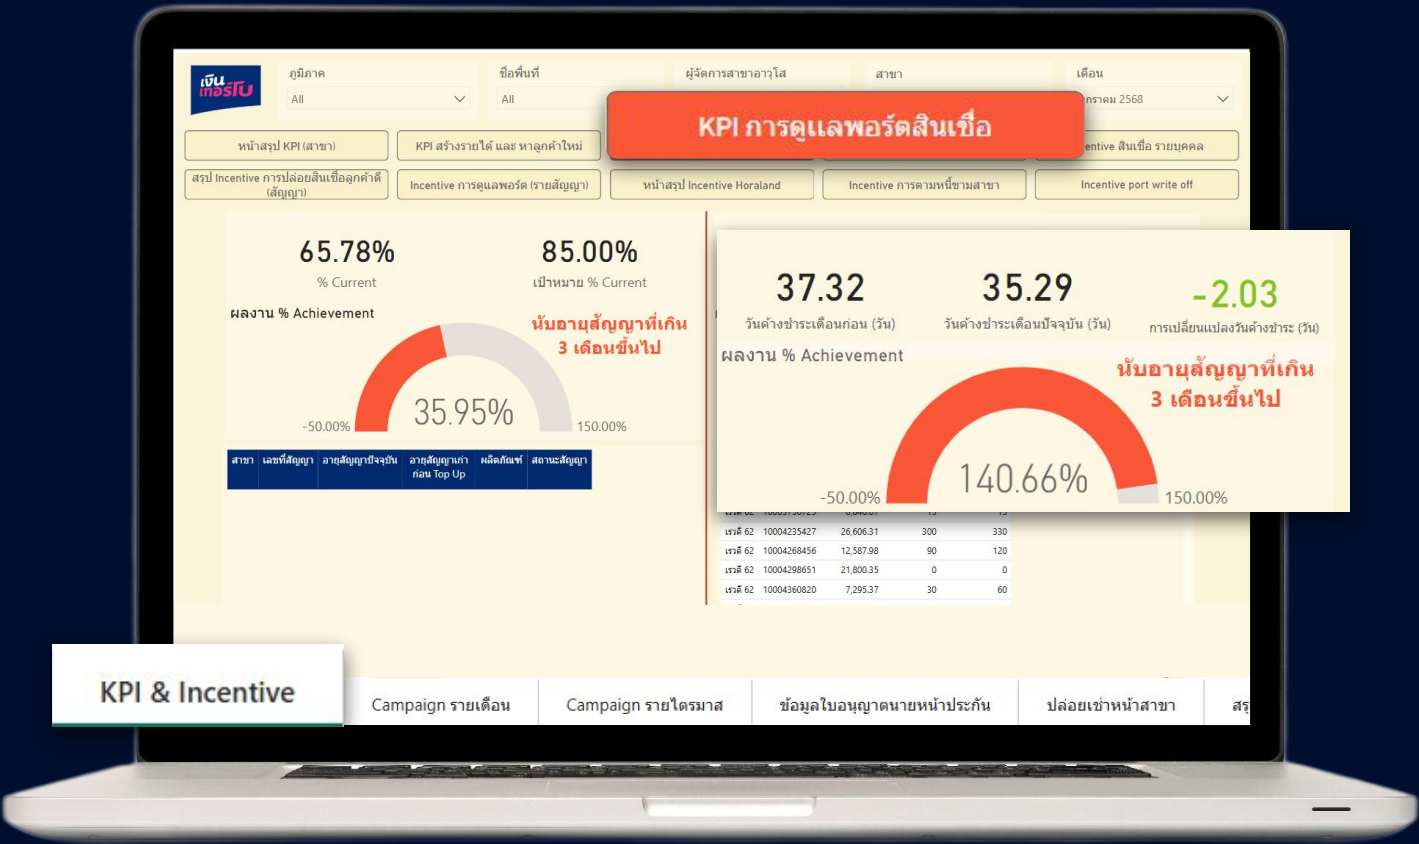 เงิน
เทอร์โบ
ภูมิภาค
All
ชื่อพื้นที่
All
ผู้จัดการสาขาอาวุโส
สาขา
เดือน
กราคม 2568
KPI การดูแลพอร์ตสินเชื่อ
หน้าสรุป KPI (สาขา)
KPI สร้างรายได้ และ หาลูกค้าใหม่
entive สินเชื่อ รายบุคคล
สรุป Incentive การปล่อยสินเชื่อลูกค้าดี
(สัญญา)
Incentive การดูแลพอร์ต (รายสัญญา)
หน้าสรุป Incentive Horaland
Incentive การตามหนี้ข้ามสาขา
Incentive port write off
65.78%
% Current
85.00%
เป้าหมาย % Current
ผลงาน % Achievement
นับอายุสัญญาที่เกิน
3 เดือนขึ้นไป
35.95%
-50.00%
150.00%
37.32
วันค้างชำระเดือนก่อน (วัน)
35.29
วันค้างชำระเดือนปัจจุบัน (วัน)
-2.03
การเปลี่ยนแปลงวันค้างชำระ (วัน)
ผลงาน % Achievement
นับอายุสัญญาที่เกิน
3 เดือนขึ้นไป
140.66%
-50.00%
150.00%
สาขา เลขที่สัญญา อายุสัญญาปัจจุบัน อายุสัญญาเก่า ผลิตภัณฑ์ สถานะสัญญา
ก่อน Top Up
เรวดี 62 10004235427 26,606.31 300 330
เรวดี 62 10004268456 12,587.98 90 120
เรวดี 62 10004298651 21,800.35 0 0
เรวดี 62 10004360820 7,295.37 30 60
KPI & Incentive
Campaign รายเดือน
Campaign รายไตรมาส
ข้อมูลใบอนุญาตนายหน้าประกัน
ปล่อยเช่าหน้าสาขา
สรุ